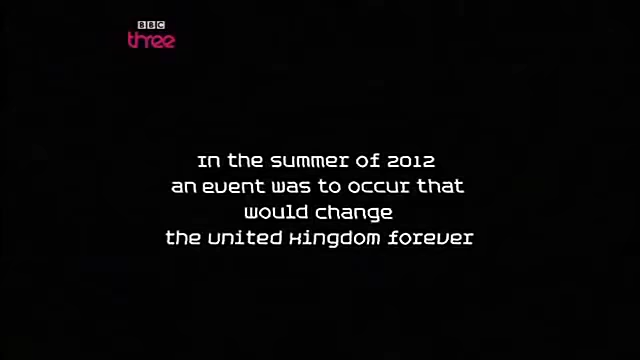 BBC
three
In the summer of 2012
an event was to occur that
would change
the United Kingdom forever